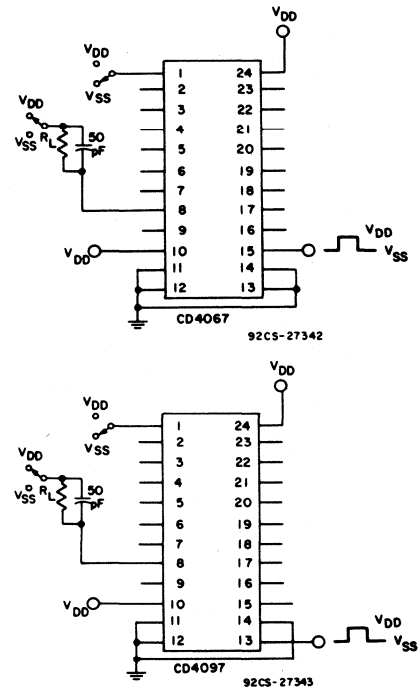 VDD
VDD
VSS
VDD
50
pF
RL
VSS
VDD
1 24
2 23
3 22
4 21
5 20
6 19
7 18
8 17
9 16
10 15
11 14
12 13
VDD
VSS
CD4067
92CS-27342
VDD
VDD
VSS
VDD
50
pF
RL
VSS
VDD
1 24
2 23
3 22
4 21
5 20
6 19
7 18
8 17
9 16
10 15
11 14
12 13
VDD
VSS
CD4097
92CS-27343